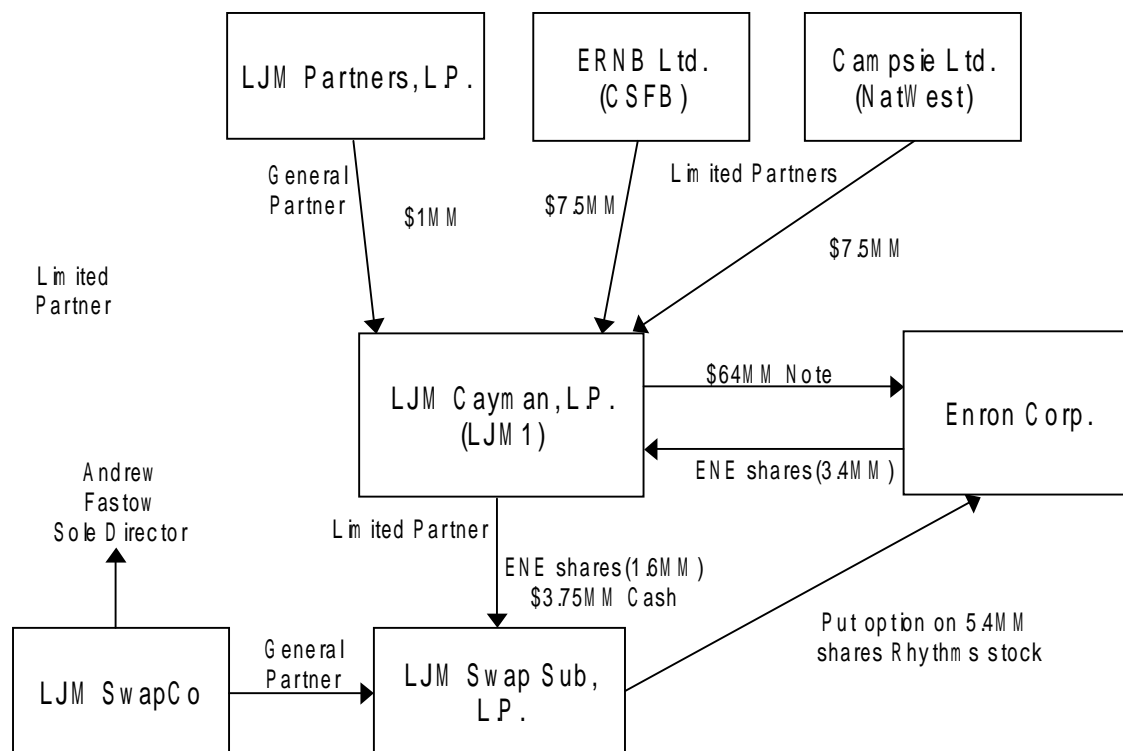 LJM Partners, L.P.
ERNB Ltd.
(CSFB)
Campsie Ltd.
(NatWest)
General
Partner
$1MM
$7.5MM
Limited Partners
$7.5MM
Limited
Partner
LJM Cayman, L.P.
(LJM1)
$64MM Note
ENE shares(3.4MM)
Enron Corp.
Andrew
Fastow
Sole Director
Limited Partner
ENE shares(1.6MM)
$3.75MM Cash
Put option on 5.4MM
shares Rhythms stock
LJM SwapCo
General
Partner
LJM Swap Sub,
L.P.